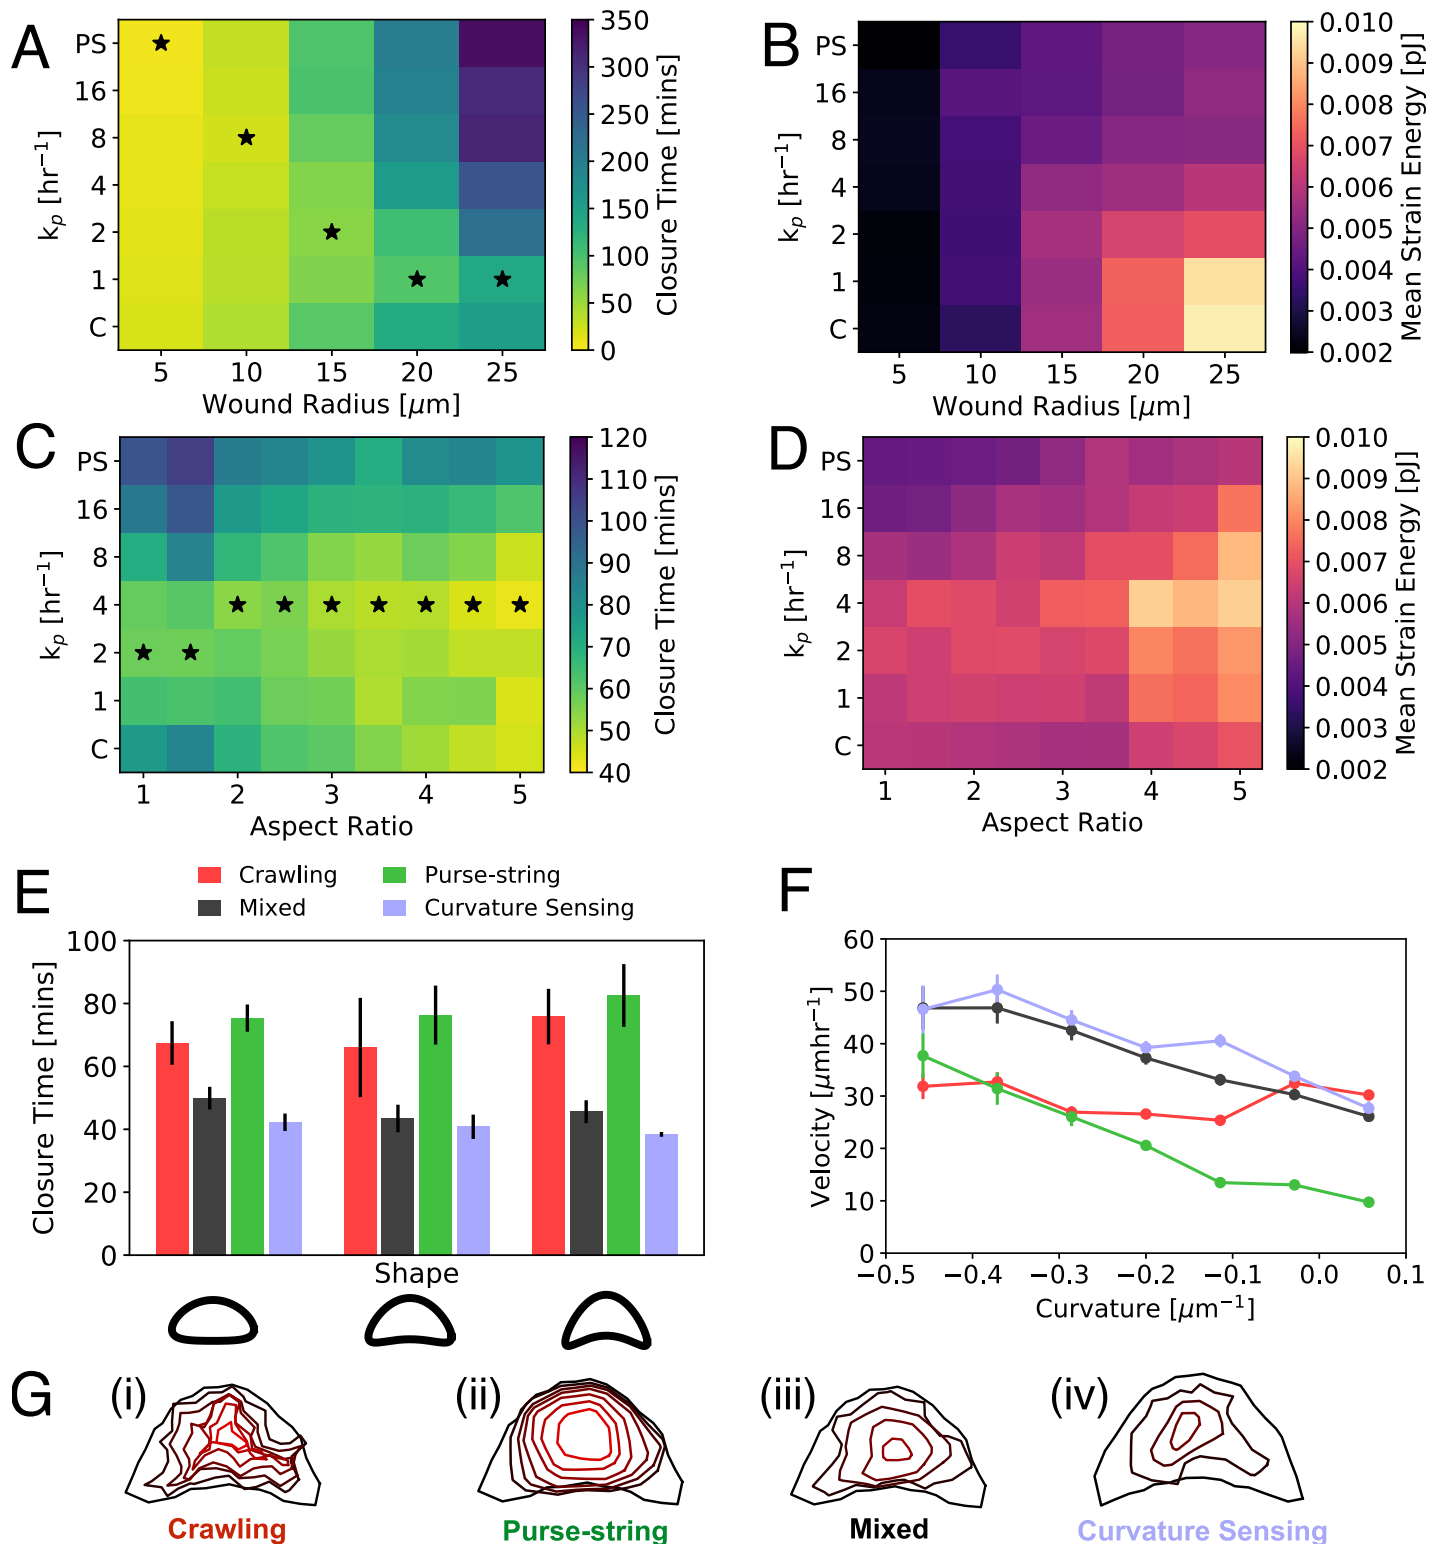 A
PS
16
8
4
2
1
C
k_p [hr⁻¹]
5 10 15 20 25
Wound Radius [μm]
350
300
250
200
150
100
50
0
Closure Time [mins]
B
PS
16
8
4
2
1
C
k_p [hr⁻¹]
5 10 15 20 25
Wound Radius [μm]
0.010
0.009
0.008
0.007
0.006
0.005
0.004
0.003
0.002
Mean Strain Energy [pJ]
C
PS
16
8
4
2
1
C
k_p [hr⁻¹]
1 2 3 4 5
Aspect Ratio
120
110
100
90
80
70
60
50
40
Closure Time [mins]
D
PS
16
8
4
2
1
C
k_p [hr⁻¹]
1 2 3 4 5
Aspect Ratio
0.010
0.009
0.008
0.007
0.006
0.005
0.004
0.003
0.002
Mean Strain Energy [pJ]
E
Crawling Purse-string
Mixed Curvature Sensing
100
80
60
40
20
0
Closure Time [mins]
Shape
F
60
50
40
30
20
10
0
Velocity [μmhr⁻¹]
−0.5 −0.4 −0.3 −0.2 −0.1 0.0 0.1
Curvature [μm⁻¹]
G
(i) (ii) (iii) (iv)
Crawling Purse-string Mixed Curvature Sensing